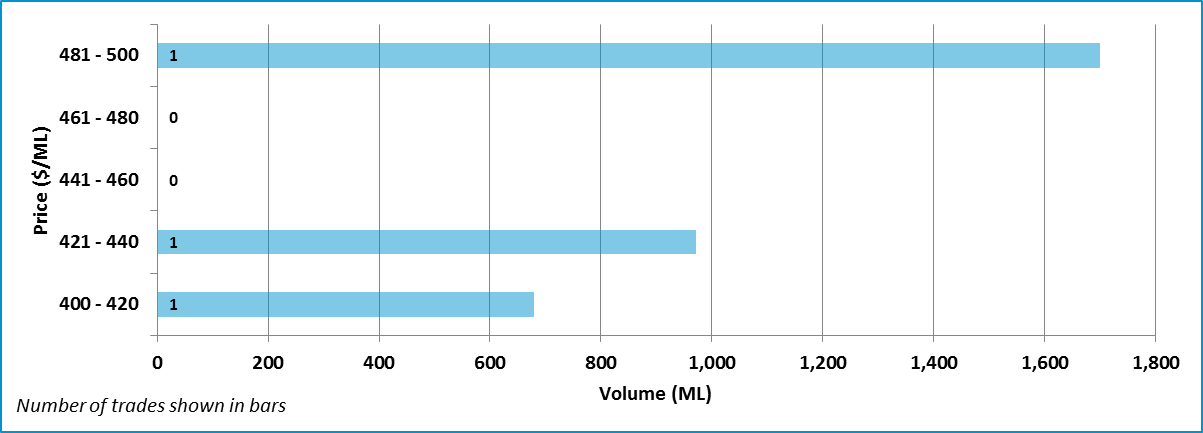 Price ($/ML)
481 - 500
1
461 - 480
0
441 - 460
0
421 - 440
1
400 - 420
1
0 200 400 600 800 1,000 1,200 1,400 1,600 1,800
Volume (ML)
Number of trades shown in bars